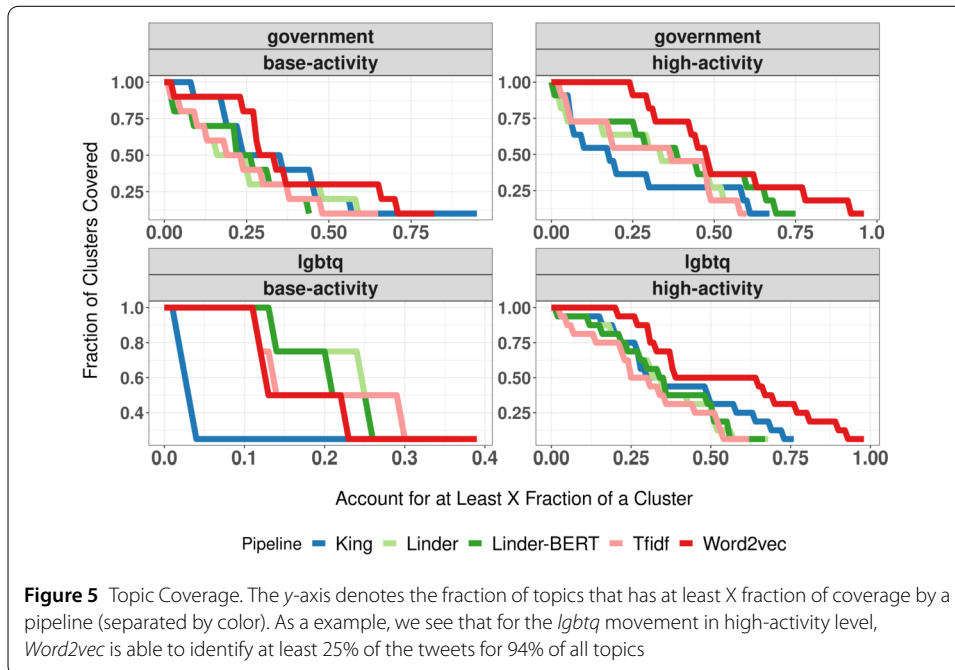 government
base-activity
government
high-activity
1.00
0.75
0.50
0.25
0.00
0.25
0.50
0.75
1.00
0.75
0.50
0.25
0.00
0.25
0.50
0.75
1.0
lgbtq
base-activity
lgbtq
high-activity
1.0
0.8
0.6
0.4
0.0
0.1
0.2
0.3
0.4
1.00
0.75
0.50
0.25
0.00
0.25
0.50
0.75
1.0
Fraction of Clusters Covered
Account for at Least X Fraction of a Cluster
Pipeline King Linder Linder-BERT Tfidf Word2vec
Figure 5 Topic Coverage. The y-axis denotes the fraction of topics that has at least X fraction of coverage by a
pipeline (separated by color). As a example, we see that for the lgbtq movement in high-activity level,
Word2vec is able to identify at least 25% of the tweets for 94% of all topics